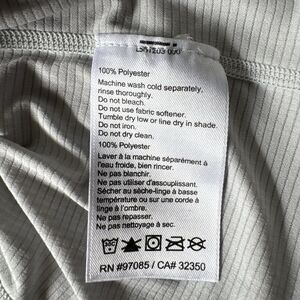 100% Polyester
Machine wash cold separately,
rinse thoroughly.
Do not bleach.
Do not use fabric softener.
Tumble dry low or line dry in shade.
Do not iron.
Do not dry clean.
100% Polyester
Laver à la machine séparément à
l'eau froide, bien rincer.
Ne pas blanchir.
Ne pas utiliser d'assouplissant.
Sécher au sèche-linge à basse
température ou sur une corde à
linge à l'ombre.
Ne pas repasser.
Ne pas nettoyage à sec.
RN #97085 / CA# 32350